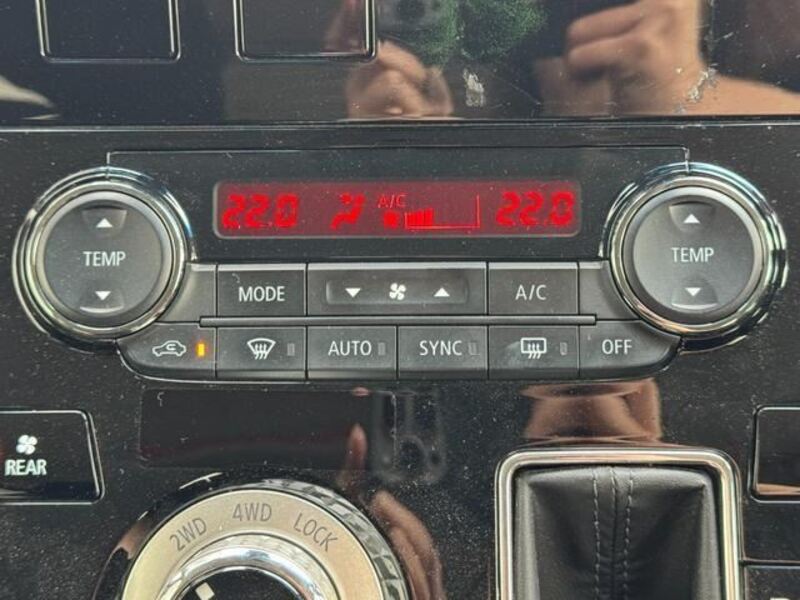 22.0 A/C 22.0
TEMP TEMP
MODE A/C
AUTO SYNC OFF
REAR
2WD 4WD LOCK